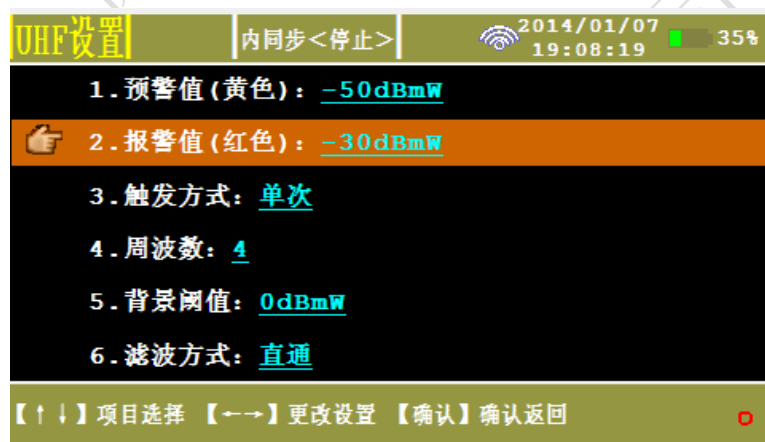 UHF设置 内同步<停止> 2014/01/07 19:08:19 35%
1.预警值(黄色): -50dBmW
2.报警值(红色): -30dBmW
3.触发方式: 单次
4.周波数: 4
5.背景阈值: 0dBmW
6.滤波方式: 直通
【↑↓】项目选择 【←→】更改设置 【确认】确认返回